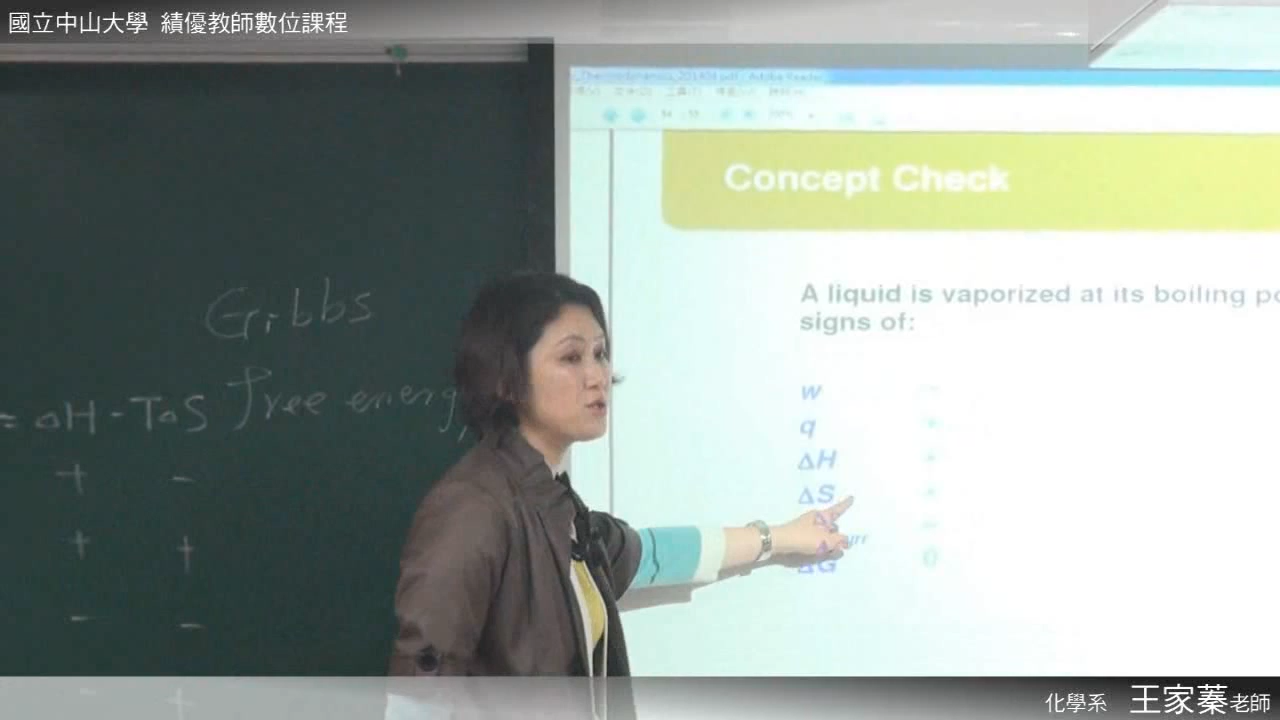 國立中山大學 績優教師數位課程
Concept Check
A liquid is vaporized at its boiling po
signs of:
w −
q +
ΔH +
ΔS +
−
ΔG 0
Gibbs
free energy
= ΔH - TΔS
+ −
+ +
− −
+
化學系 王家蓁老師